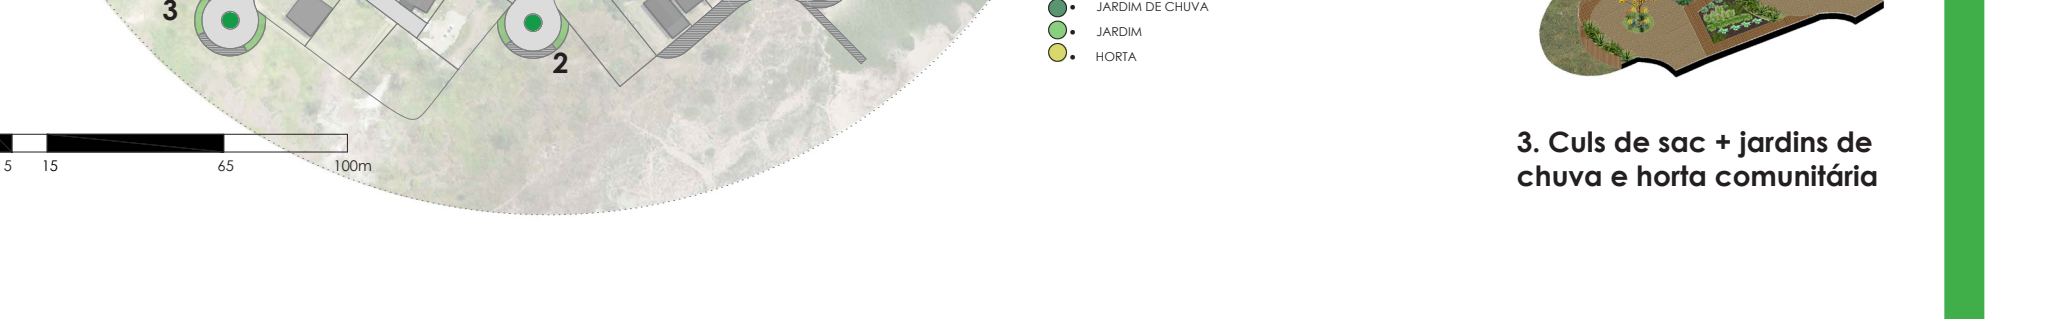 3
2
JARDIM DE CHUVA
JARDIM
HORTA
5 15 65 100m
3. Culs de sac + jardins de
chuva e horta comunitária